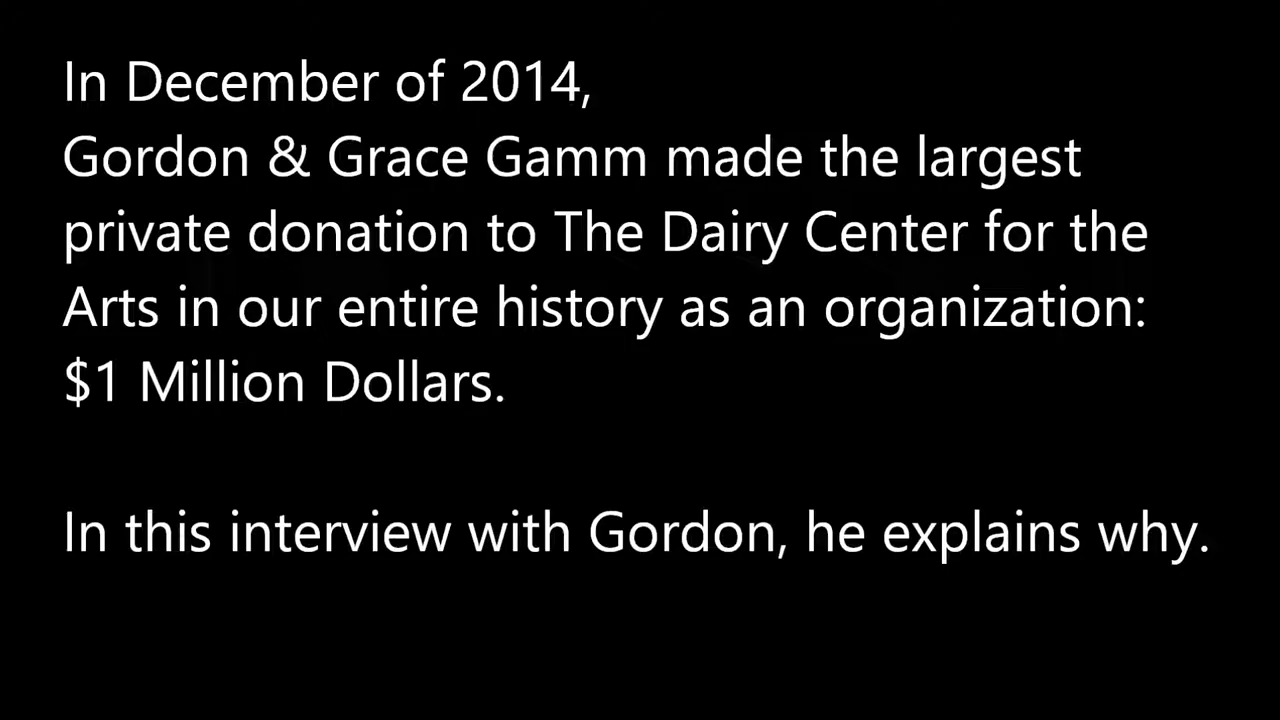 In December of 2014,
Gordon & Grace Gamm made the largest
private donation to The Dairy Center for the
Arts in our entire history as an organization:
$1 Million Dollars.
In this interview with Gordon, he explains why.